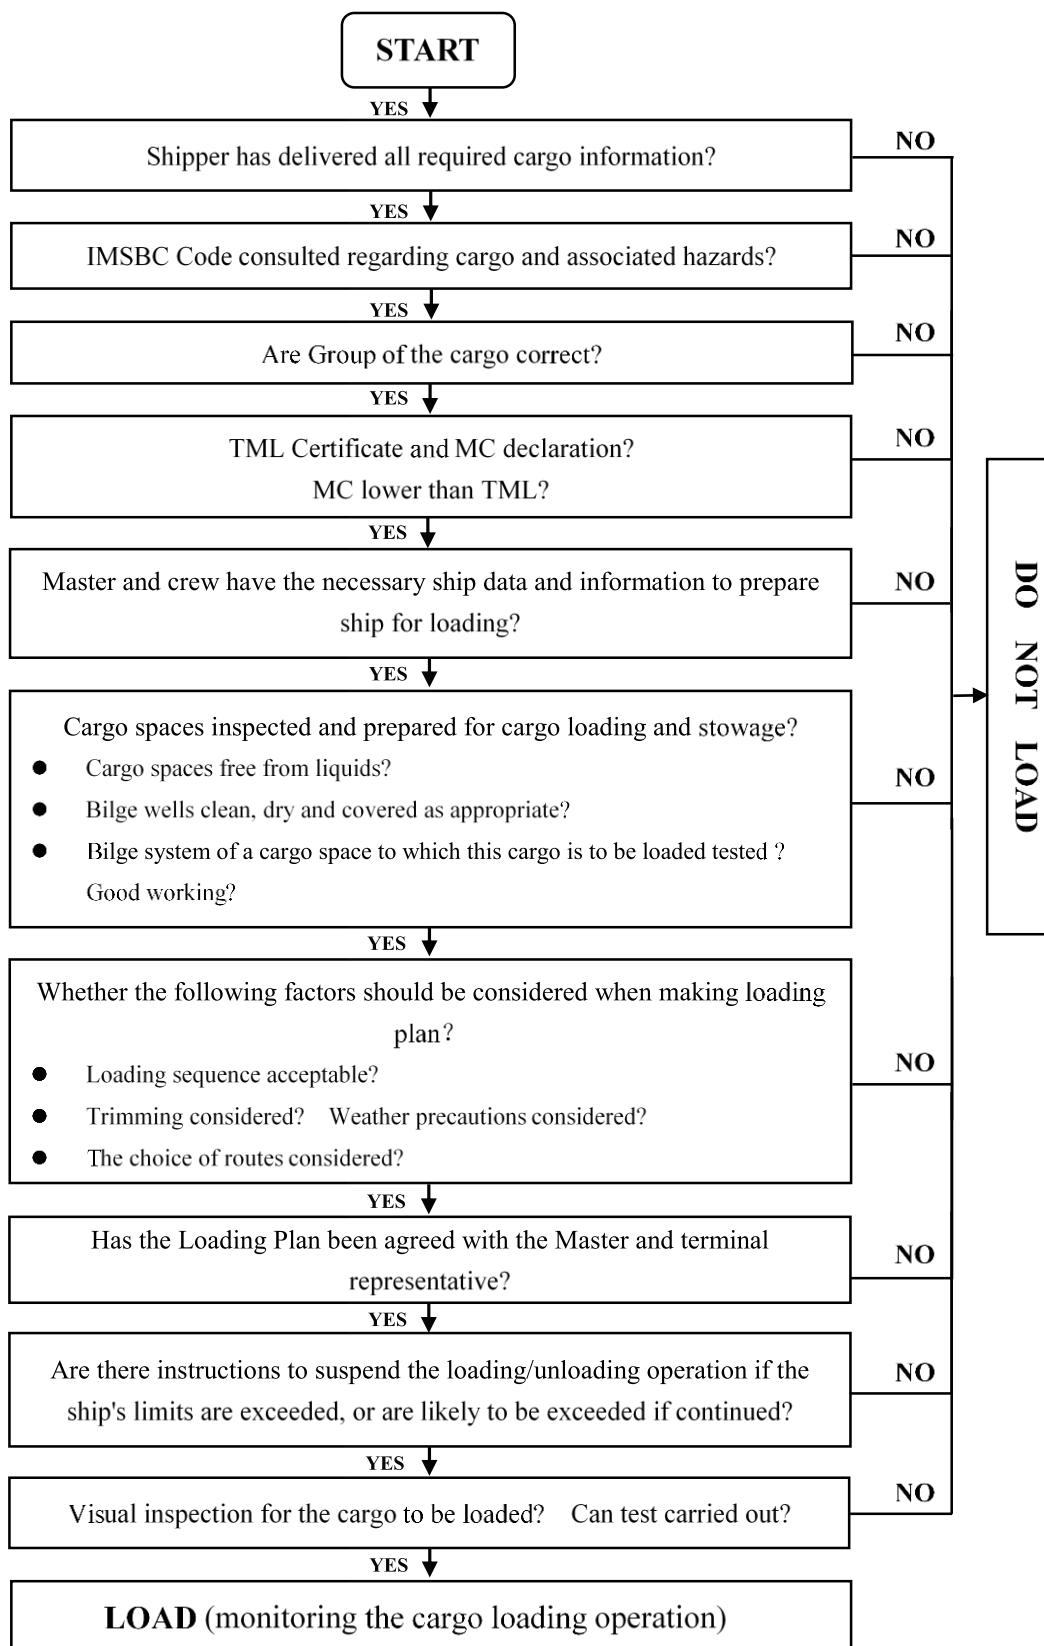 START
YES
Shipper has delivered all required cargo information?
NO
YES
IMSBC Code consulted regarding cargo and associated hazards?
NO
YES
Are Group of the cargo correct?
NO
YES
TML Certificate and MC declaration?
MC lower than TML?
NO
YES
Master and crew have the necessary ship data and information to prepare
ship for loading?
NO
YES
Cargo spaces inspected and prepared for cargo loading and stowage?
● Cargo spaces free from liquids?
● Bilge wells clean, dry and covered as appropriate?
● Bilge system of a cargo space to which this cargo is to be loaded tested ?
Good working?
NO
YES
Whether the following factors should be considered when making loading
plan?
● Loading sequence acceptable?
● Trimming considered? Weather precautions considered?
● The choice of routes considered?
NO
YES
Has the Loading Plan been agreed with the Master and terminal
representative?
NO
YES
Are there instructions to suspend the loading/unloading operation if the
ship's limits are exceeded, or are likely to be exceeded if continued?
NO
YES
Visual inspection for the cargo to be loaded? Can test carried out?
NO
YES
LOAD (monitoring the cargo loading operation)
DO NOT LOAD